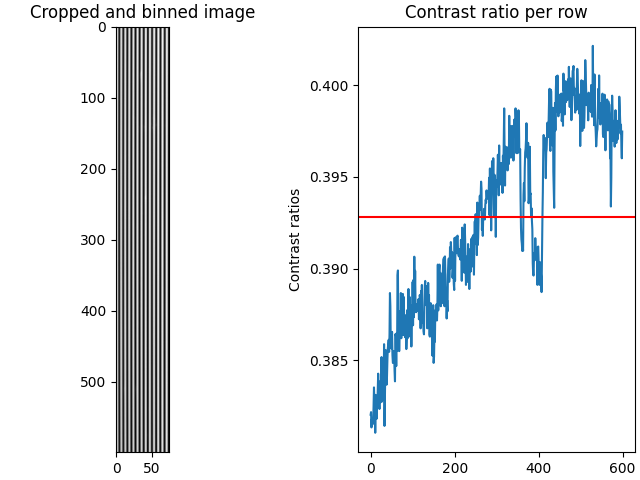 Cropped and binned image
0
100
200
300
400
500
0 50
Contrast ratio per row
Contrast ratios
0.400
0.395
0.390
0.385
0 200 400 600